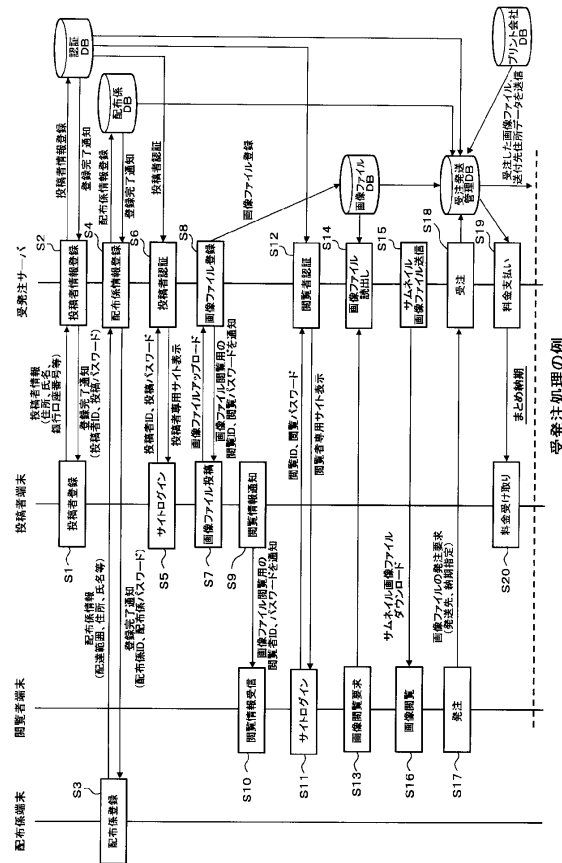 配布係端末
閲覧者端末
投稿者端末
受発注サーバ
S1
投稿者登録
投稿者情報
(住所、氏名、
銀行口座番号等)
登録完了通知
(投稿者ID、投稿パスワード)
S2
投稿者情報登録
投稿者情報登録
登録完了通知
認証
DB
S3
配布係登録
配布係情報
(配達範囲、住所、氏名等)
登録完了通知
(配布係ID、配布係パスワード)
S4
配布係情報登録
配布係情報登録
登録完了通知
配布係
DB
S5
サイトログイン
投稿者ID、投稿パスワード
投稿者専用サイト表示
S6
投稿者認証
投稿者認証
S7
画像ファイル投稿
画像ファイルアップロード
画像ファイル閲覧用の
閲覧ID、閲覧パスワードを通知
S8
画像ファイル登録
画像ファイル登録
S9
閲覧情報通知
画像ファイル閲覧用の
閲覧者ID、パスワードを通知
S10
閲覧情報受信
S11
サイトログイン
閲覧ID、閲覧パスワード
閲覧者専用サイト表示
S12
閲覧者認証
S13
画像閲覧要求
S14
画像ファイル
読出し
画像ファイル
DB
S15
サムネイル
画像ファイル送信
サムネイル画像ファイル
ダウンロード
S16
画像閲覧
S17
発注
画像ファイルの発注要求
(発送先、納期指定)
S18
受注
受注発送
管理DB
プリント会社
DB
受注した画像ファイル、
送付先住所データを送信
S19
料金支払い
まとめ納期
S20
料金受け取り
受発注処理の例